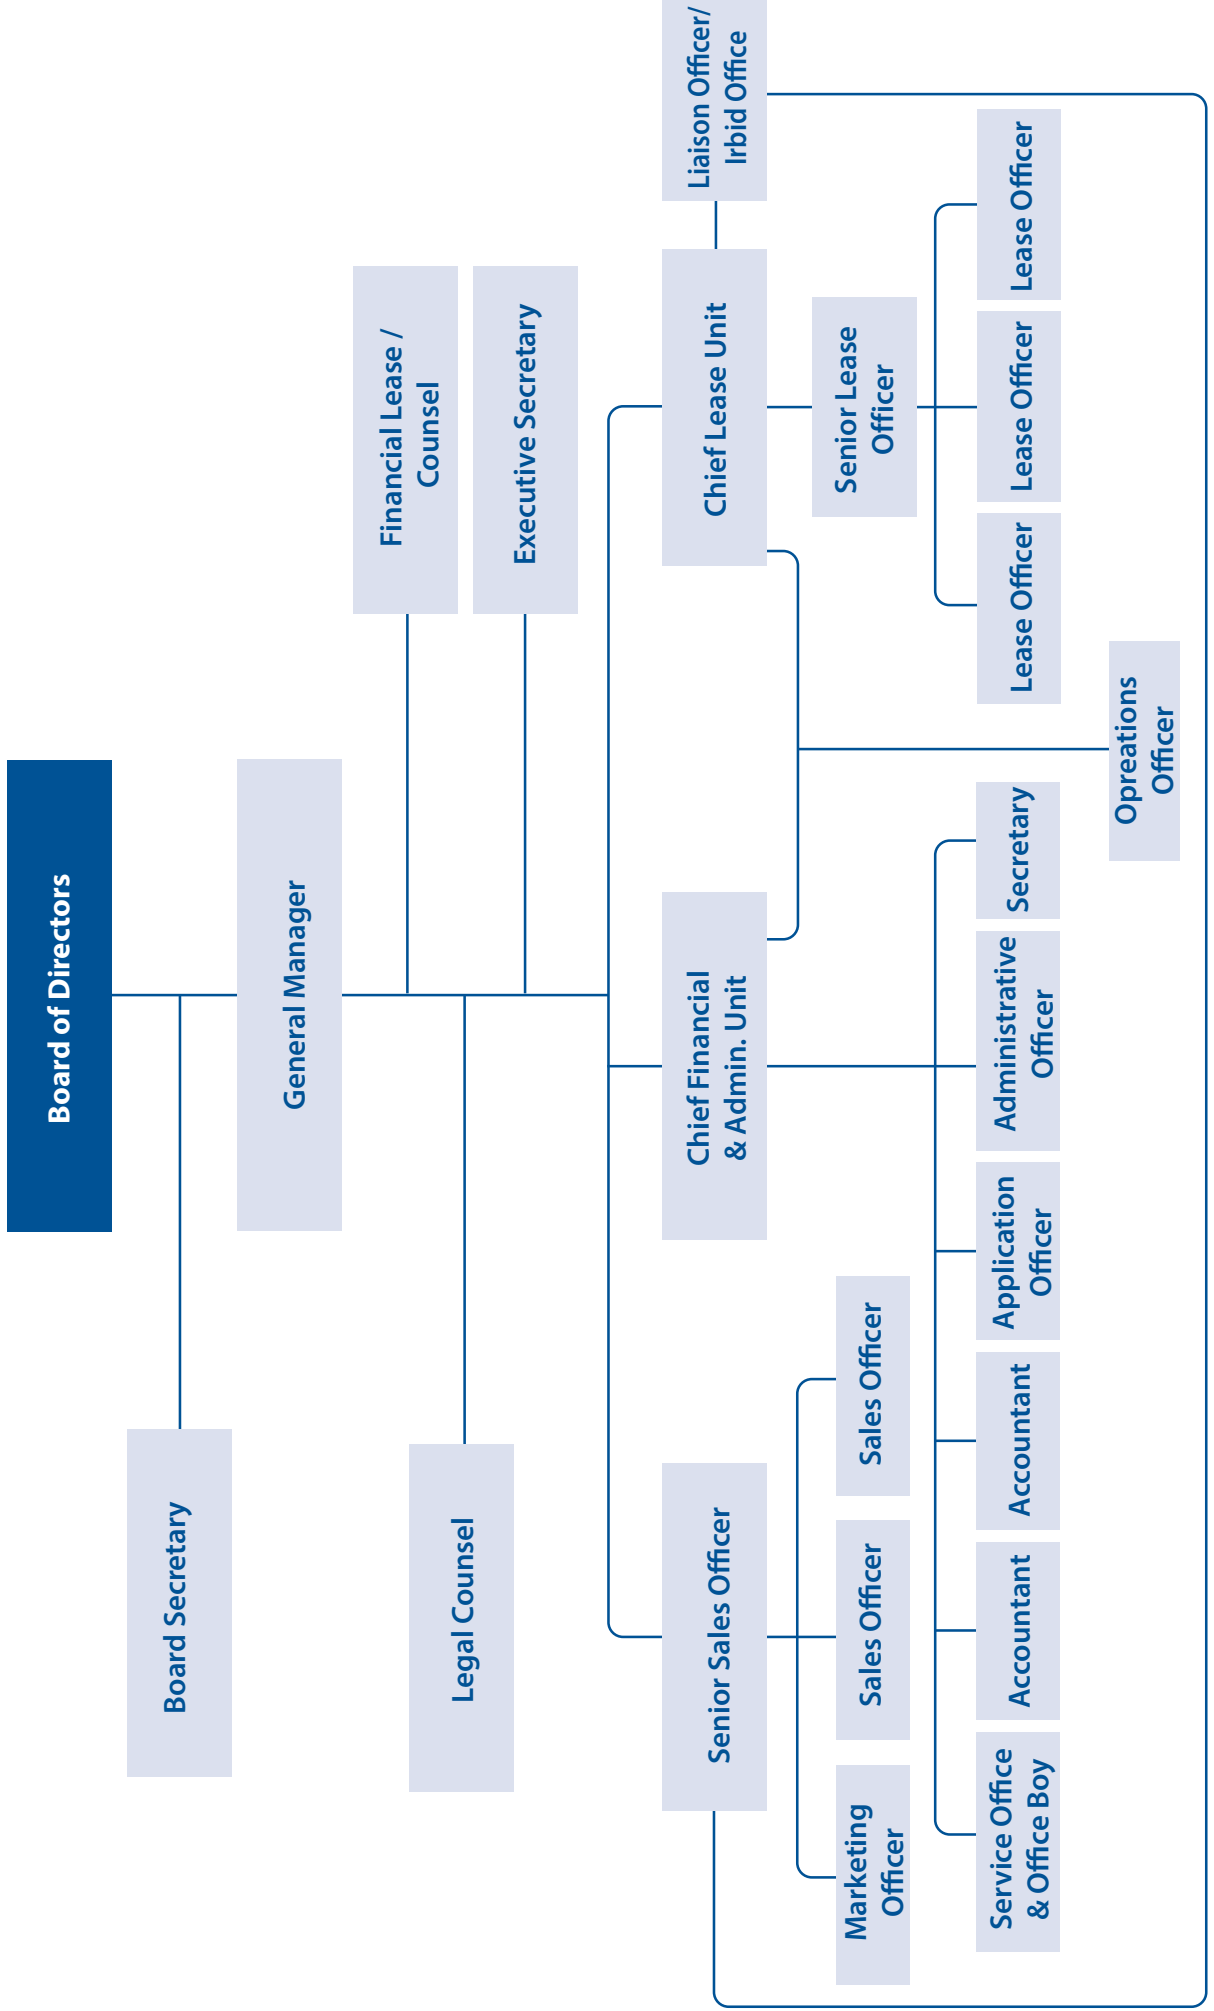 Board of Directors
Board Secretary
General Manager
Financial Lease /
Counsel
Legal Counsel
Executive Secretary
Senior Sales Officer
Chief Financial
& Admin. Unit
Chief Lease Unit
Liaison Officer/
Irbid Office
Marketing
Officer
Sales Officer
Sales Officer
Senior Lease
Officer
Service Office
& Office Boy
Accountant
Accountant
Application
Officer
Administrative
Officer
Secretary
Lease Officer
Lease Officer
Lease Officer
Opreations
Officer